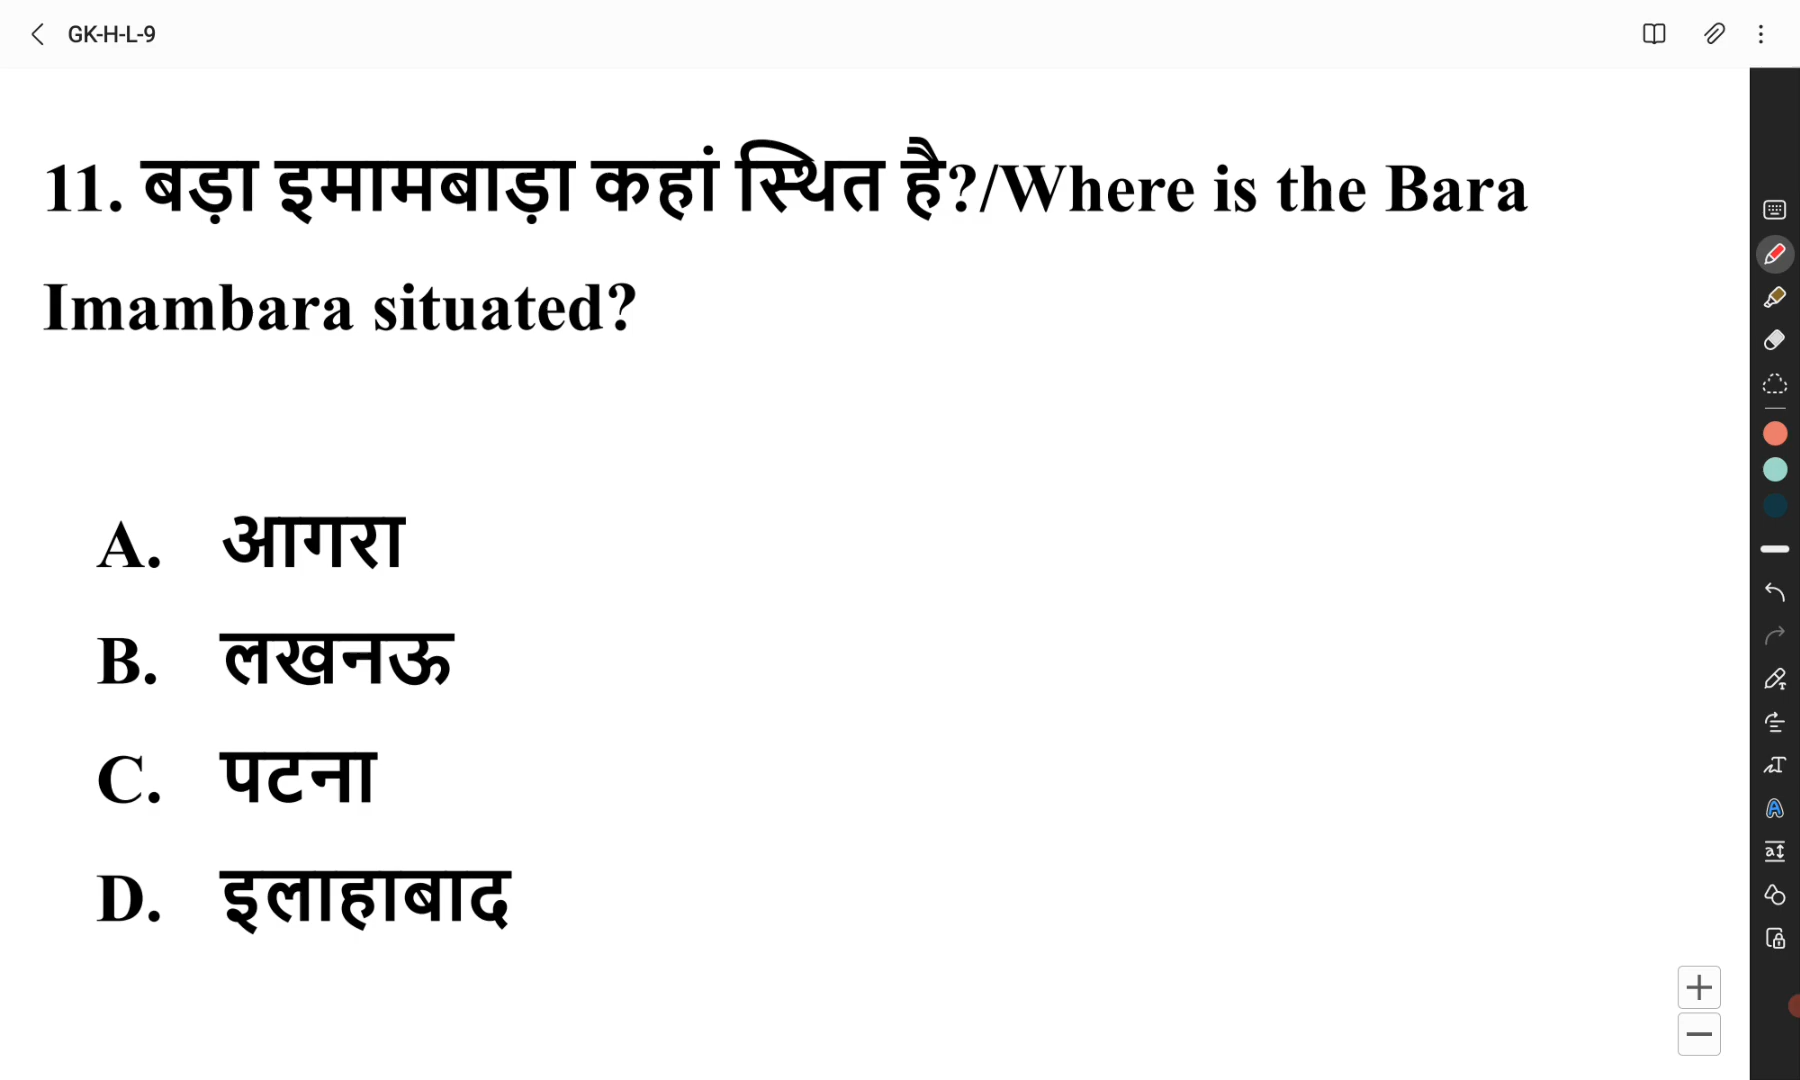 GK-H-L-9
11. बड़ा इमामबाड़ा कहां स्थित है?/Where is the Bara
Imambara situated?
A. आगरा
B. लखनऊ
C. पटना
D. इलाहाबाद